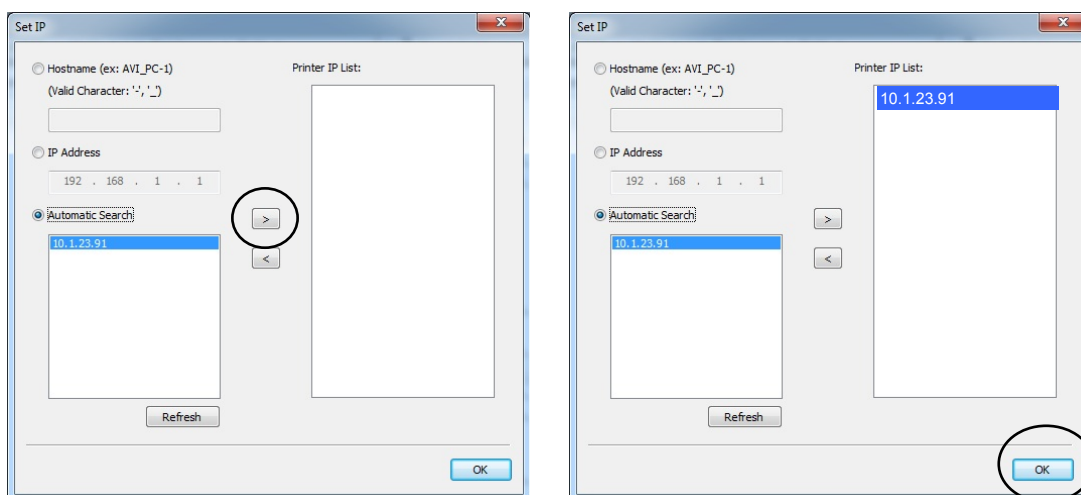 Set IP
Hostname (ex: AVI_PC-1)
(Valid Character: '-', '_')
IP Address
192 . 168 . 1 . 1
Automatic Search
10.1.23.91
Refresh
>
<
Printer IP List:
OK
Set IP
Hostname (ex: AVI_PC-1)
(Valid Character: '-', '_')
IP Address
192 . 168 . 1 . 1
Automatic Search
10.1.23.91
Refresh
>
<
Printer IP List:
10.1.23.91
OK